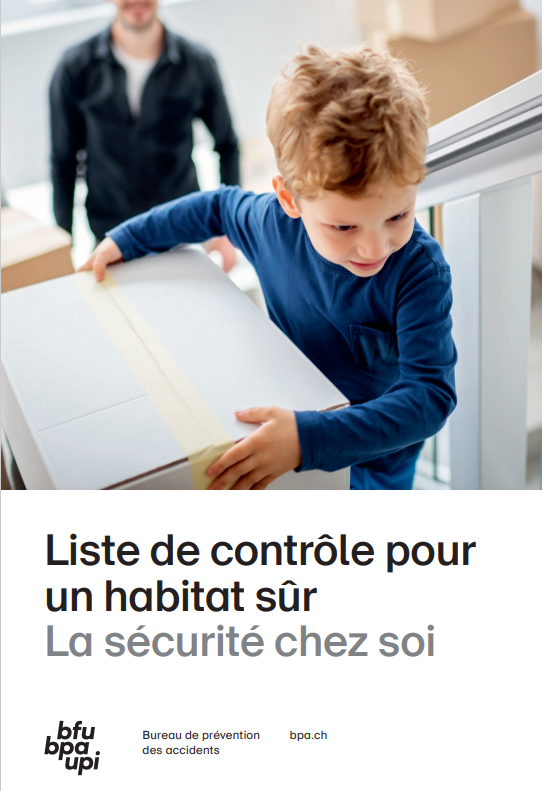 Liste de contrôle pour
un habitat sûr
La sécurité chez soi
bfu
bpa
upi
Bureau de prévention
des accidents
bpa.ch